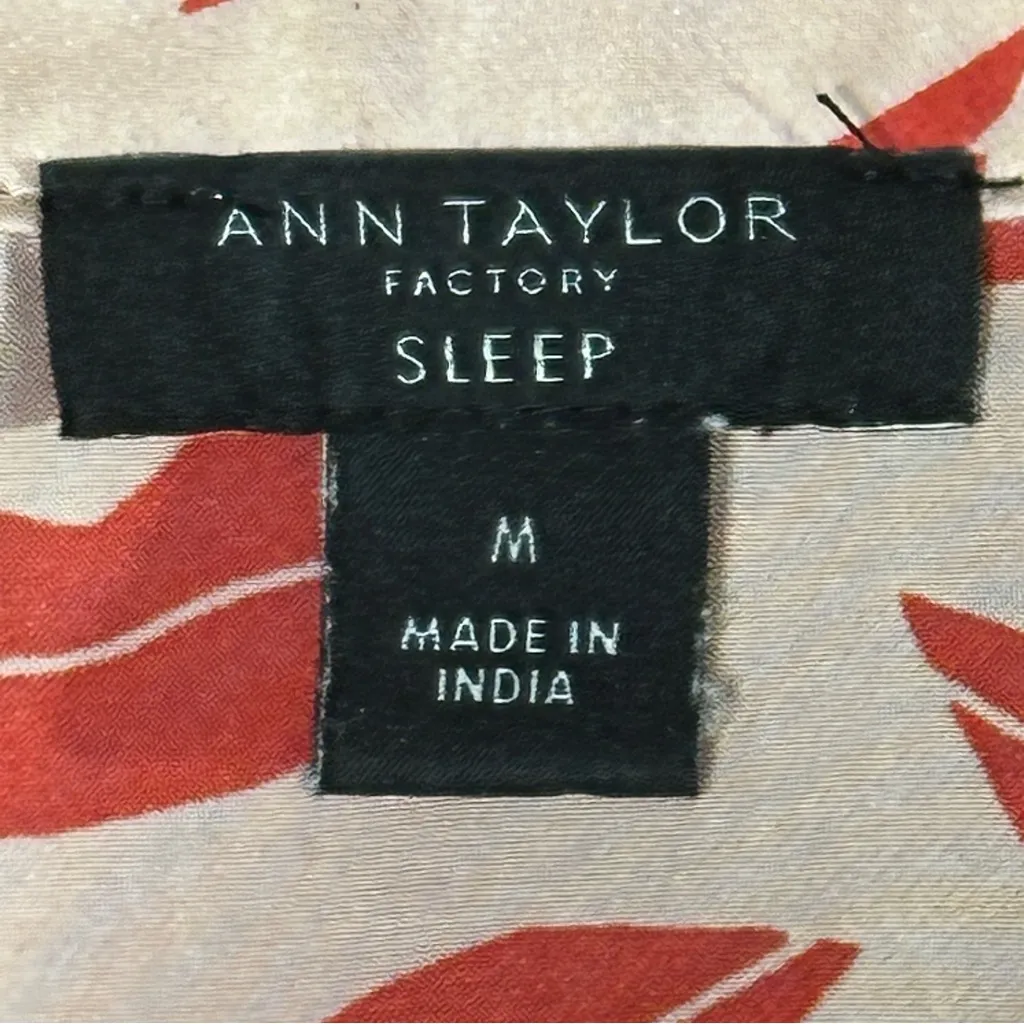 ANN TAYLOR
FACTORY
SLEEP
M
MADE IN
INDIA